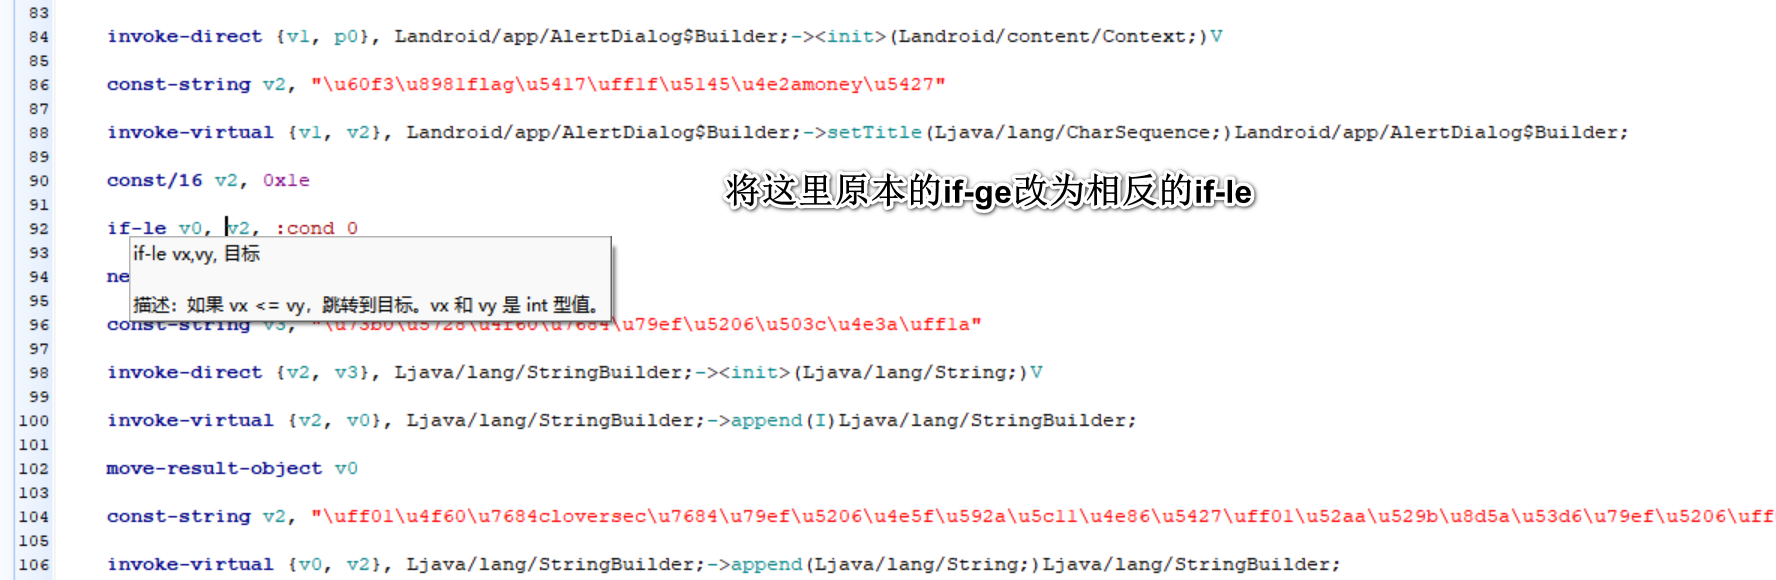 83
84 invoke-direct {v1, p0}, Landroid/app/AlertDialog$Builder;-><init>(Landroid/content/Context;)V
85
86 const-string v2, "\u60f3\u8981flag\u5417\uff1f\u5145\u4e2amoney\u5427"
87
88 invoke-virtual {v1, v2}, Landroid/app/AlertDialog$Builder;->setTitle(Ljava/lang/CharSequence;)Landroid/app/AlertDialog$Builder;
89
90 const/16 v2, 0x1e
将这里原本的if-ge改为相反的if-le
91
92 if-le v0, v2, :cond_0
93
if-le vx,vy, 目标
94 ne
95
描述：如果 vx <= vy，跳转到目标。vx 和 vy 是 int 型值。
96 const-string v3, "\u73b0\u5728\u4f60\u7684\u79ef\u5206\u503c\u4e3a\uff1a"
97
98 invoke-direct {v2, v3}, Ljava/lang/StringBuilder;-><init>(Ljava/lang/String;)V
99
100 invoke-virtual {v2, v0}, Ljava/lang/StringBuilder;->append(I)Ljava/lang/StringBuilder;
101
102 move-result-object v0
103
104 const-string v2, "\uff01\u4f60\u7684cloversec\u7684\u79ef\u5206\u4e5f\u592a\u5c11\u4e86\u5427\uff01\u52aa\u529b\u8d5a\u53d6\u79ef\u5206\uff
105
106 invoke-virtual {v0, v2}, Ljava/lang/StringBuilder;->append(Ljava/lang/String;)Ljava/lang/StringBuilder;